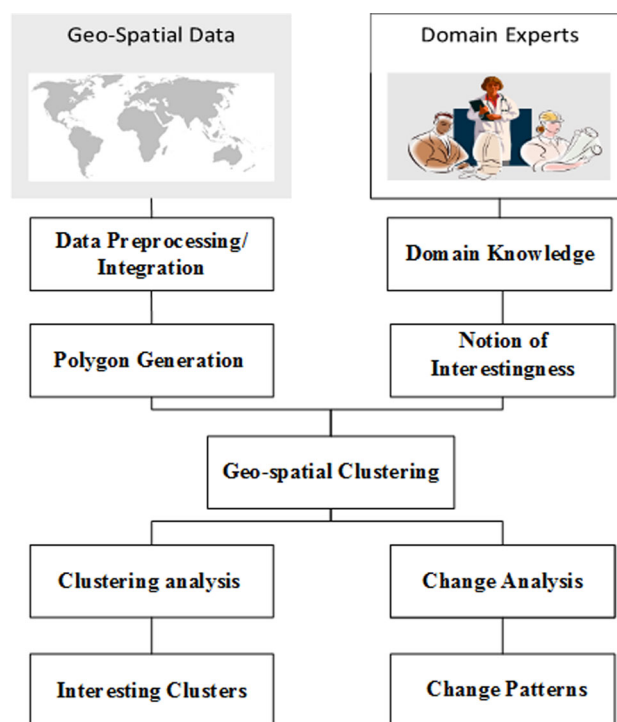 Geo-Spatial Data
Domain Experts
Data Preprocessing/
Integration
Domain Knowledge
Polygon Generation
Notion of
Interestingness
Geo-spatial Clustering
Clustering analysis
Change Analysis
Interesting Clusters
Change Patterns